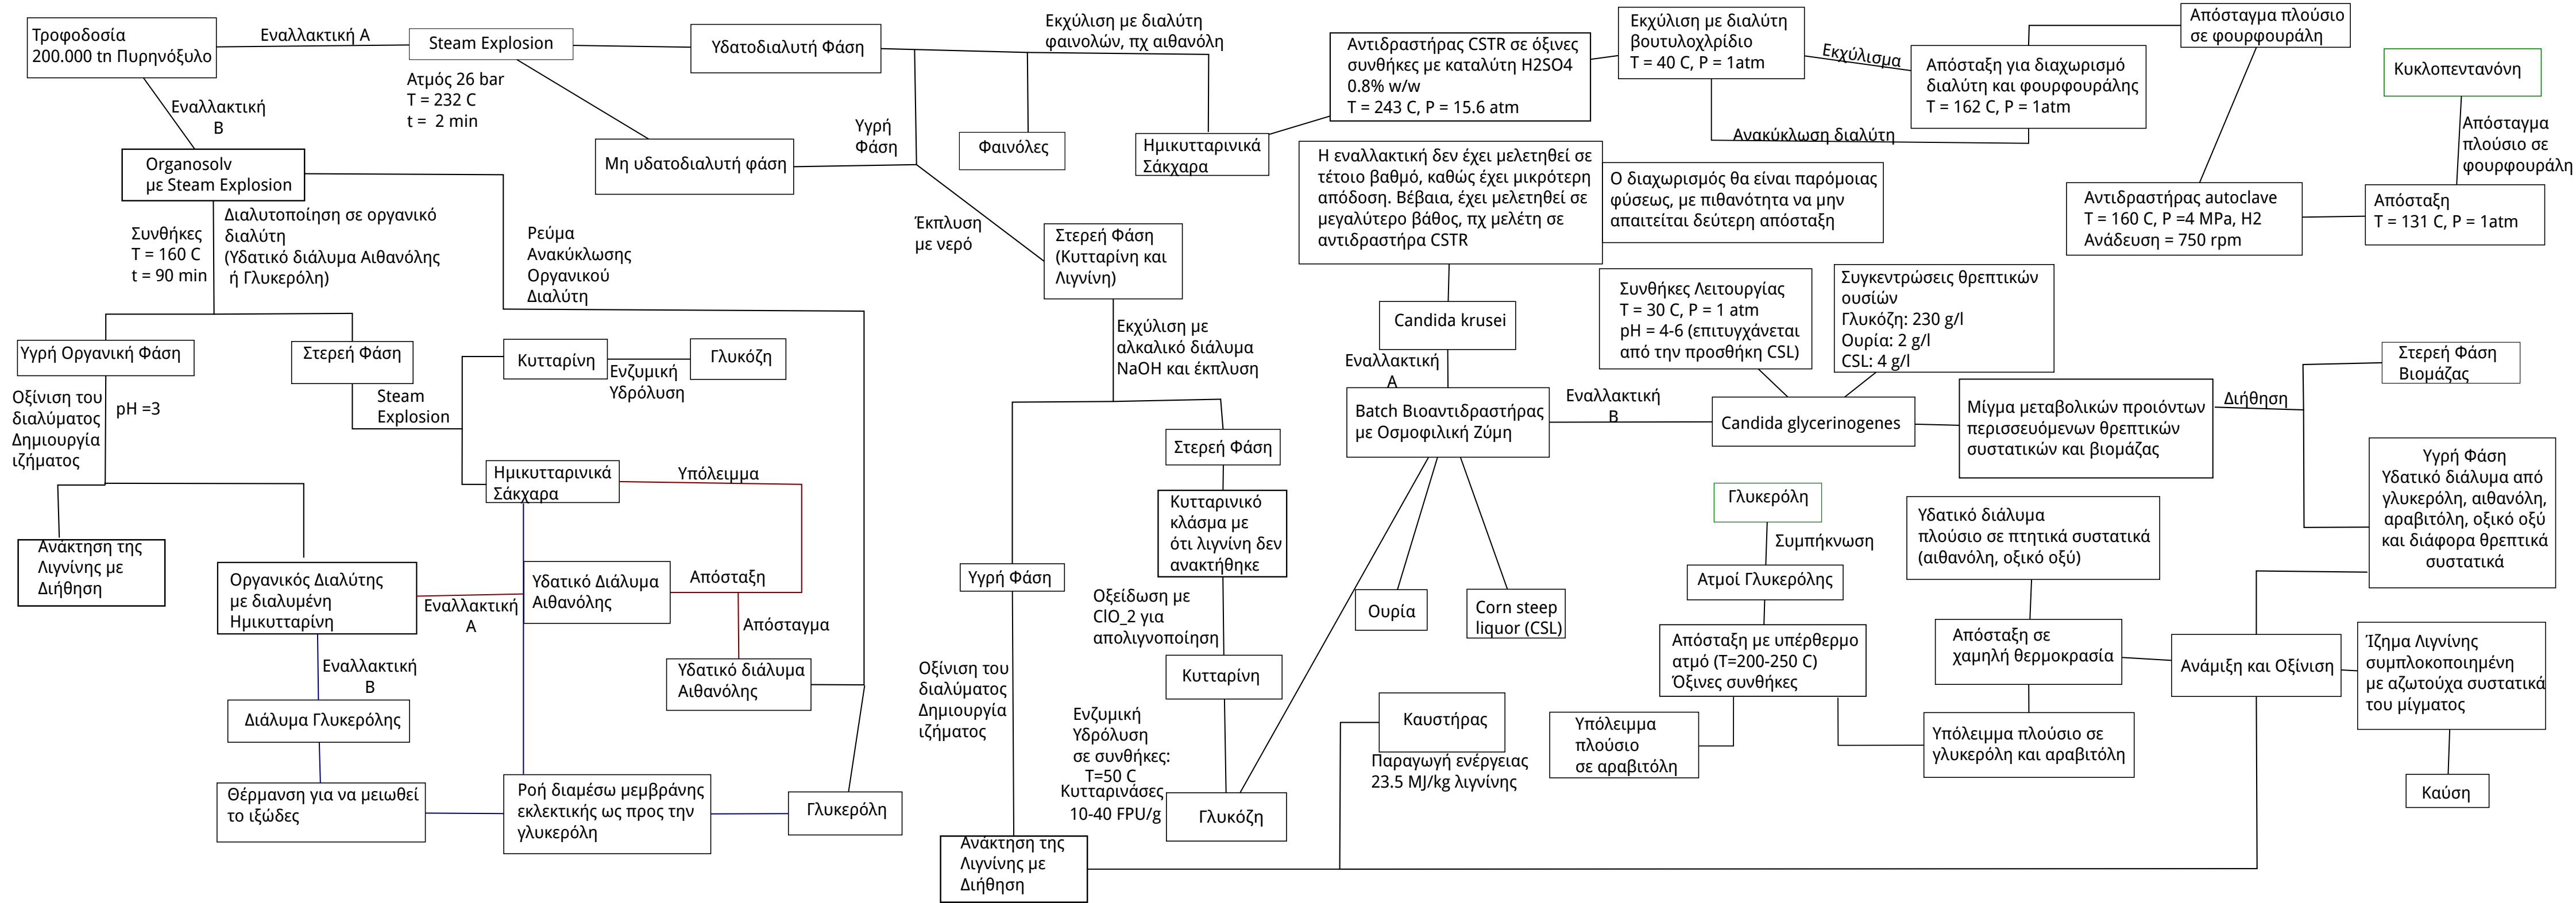 Τροφοδοσία
200.000 tn Πυρηνόξυλο
Εναλλακτική Α
Steam Explosion
Ατμός 26 bar
T = 232 C
t =  2 min
Υδατοδιαλυτή Φάση
Εκχύλιση με διαλύτη
φαινολών, πχ αιθανόλη
Αντιδραστήρας CSTR σε όξινες
συνθήκες με καταλύτη H2SO4
0.8% w/w
T = 243 C, P = 15.6 atm
Εκχύλιση με διαλύτη
βουτυλοχλρίδιο
T = 40 C, P = 1atm
Εκχύλισμα
Απόσταξη για διαχωρισμό
διαλύτη και φουρφουράλης
T = 162 C, P = 1atm
Ανακύκλωση διαλύτη
Απόσταγμα πλούσιο
σε φουρφουράλη
Κυκλοπεντανόνη
Απόσταγμα
πλούσιο σε
φουρφουράλη
Αντιδραστήρας autoclave
T = 160 C, P =4 MPa, H2
Ανάδευση = 750 rpm
Απόσταξη
T = 131 C, P = 1atm
Εναλλακτική
Β
Organosolv
με Steam Explosion
Μη υδατοδιαλυτή φάση
Υγρή
Φάση
Φαινόλες
Ημικυτταρινικά
Σάκχαρα
Η εναλλακτική δεν έχει μελετηθεί σε
τέτοιο βαθμό, καθώς έχει μικρότερη
απόδοση. Βέβαια, έχει μελετηθεί σε
μεγαλύτερο βάθος, πχ μελέτη σε
αντιδραστήρα CSTR
Ο διαχωρισμός θα είναι παρόμοιας
φύσεως, με πιθανότητα να μην
απαιτείται δεύτερη απόσταξη
Συνθήκες
T = 160 C
t = 90 min
Διαλυτοποίηση σε οργανικό
διαλύτη
(Υδατικό διάλυμα Αιθανόλης
ή Γλυκερόλη)
Ρεύμα
Ανακύκλωσης
Οργανικού
Διαλύτη
Έκπλυση
με νερό
Στερεή Φάση
(Κυτταρίνη και
Λιγνίνη)
Candida krusei
Εναλλακτική
Α
Συνθήκες Λειτουργίας
T = 30 C, P = 1 atm
pH = 4-6 (επιτυγχάνεται
από την προσθήκη CSL)
Συγκεντρώσεις θρεπτικών
ουσίών
Γλυκόζη: 230 g/l
Ουρία: 2 g/l
CSL: 4 g/l
Υγρή Οργανική Φάση
Στερεή Φάση
Κυτταρίνη
Ενζυμική
Υδρόλυση
Γλυκόζη
Εκχύλιση με
αλκαλικό διάλυμα
NaOH και έκπλυση
Οξίνιση του
διαλύματος
Δημιουργία
ιζήματος
pH =3
Steam
Explosion
Batch Βιοαντιδραστήρας
με Οσμοφιλική Ζύμη
Εναλλακτική
Β
Candida glycerinogenes
Μίγμα μεταβολικών προιόντων
περισσευόμενων θρεπτικών
συστατικών και βιομάζας
Διήθηση
Στερεή Φάση
Βιομάζας
Υγρή Φάση
Υδατικό διάλυμα από
γλυκερόλη, αιθανόλη,
αραβιτόλη, οξικό οξύ
και διάφορα θρεπτικά
συστατικά
Ημικυτταρινικά
Σάκχαρα
Υπόλειμμα
Στερεή Φάση
Κυτταρινικό
κλάσμα με
ότι λιγνίνη δεν
ανακτήθηκε
Γλυκερόλη
Συμπήκνωση
Ατμοί Γλυκερόλης
Υδατικό διάλυμα
πλούσιο σε πτητικά συστατικά
(αιθανόλη, οξικό οξύ)
Ανάκτηση της
Λιγνίνης με
Διήθηση
Οργανικός Διαλύτης
με διαλυμένη
Ημικυτταρίνη
Εναλλακτική
Α
Υδατικό Διάλυμα
Αιθανόλης
Απόσταξη
Απόσταγμα
Υδατικό διάλυμα
Αιθανόλης
Υγρή Φάση
Οξείδωση με
ClO_2 για
απολιγνοποίηση
Ουρία
Corn steep
liquor (CSL)
Απόσταξη με υπέρθερμο
ατμό (T=200-250 C)
Όξινες συνθήκες
Απόσταξη σε
χαμηλή θερμοκρασία
Ανάμιξη και Οξίνιση
Ίζημα Λιγνίνης
συμπλοκοποιημένη
με αζωτούχα συστατικά
του μίγματος
Εναλλακτική
Β
Διάλυμα Γλυκερόλης
Οξίνιση του
διαλύματος
Δημιουργία
ιζήματος
Κυτταρίνη
Ενζυμική
Υδρόλυση
σε συνθήκες:
T=50 C
Κυτταρινάσες
10-40 FPU/g
Καυστήρας
Παραγωγή ενέργειας
23.5 MJ/kg λιγνίνης
Υπόλειμμα
πλούσιο
σε αραβιτόλη
Υπόλειμμα πλούσιο σε
γλυκερόλη και αραβιτόλη
Καύση
Θέρμανση για να μειωθεί
το ιξώδες
Ροή διαμέσω μεμβράνης
εκλεκτικής ως προς την
γλυκερόλη
Γλυκερόλη
Γλυκόζη
Ανάκτηση της
Λιγνίνης με
Διήθηση